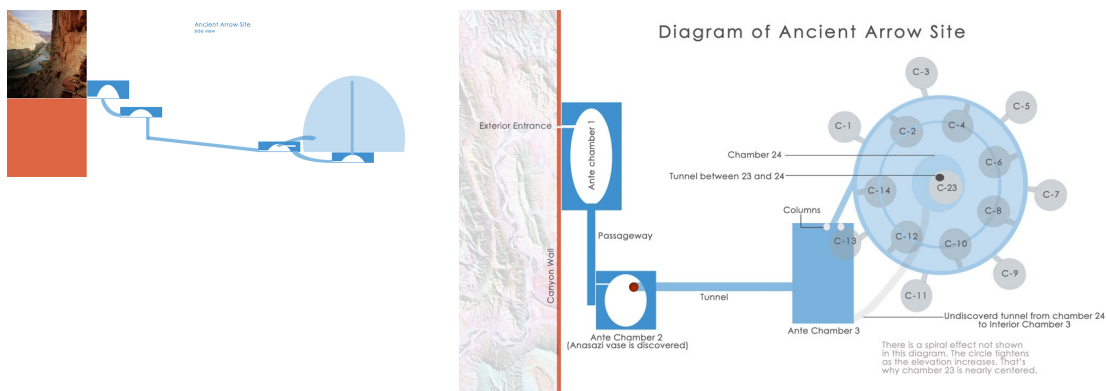 Ancient Arrow Site
side view
Diagram of Ancient Arrow Site
C-3
C-5
C-1
C-2
C-4
Exterior Entrance
Ante chamber 1
Chamber 24
C-6
Tunnel between 23 and 24
C-23
C-14
C-7
Columns
C-8
Passageway
C-13
C-12
C-10
Canyon Wall
C-9
Tunnel
C-11
Undiscoverd tunnel from chamber 24
to Interior Chamber 3
Ante Chamber 3
Ante Chamber 2
(Anasazi vase is discovered)
There is a spiral effect not shown
in this diagram. The circle tightens
as the elevation increases. That's
why chamber 23 is nearly centered.